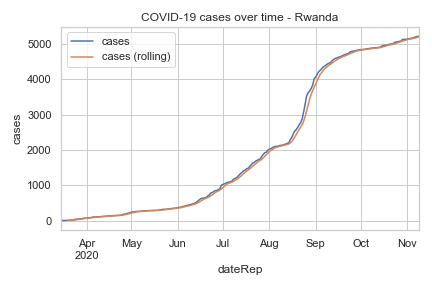 COVID-19 cases over time - Rwanda
cases
cases (rolling)
5000
4000
3000
2000
1000
0
cases
Apr May Jun Jul Aug Sep Oct Nov
2020
dateRep